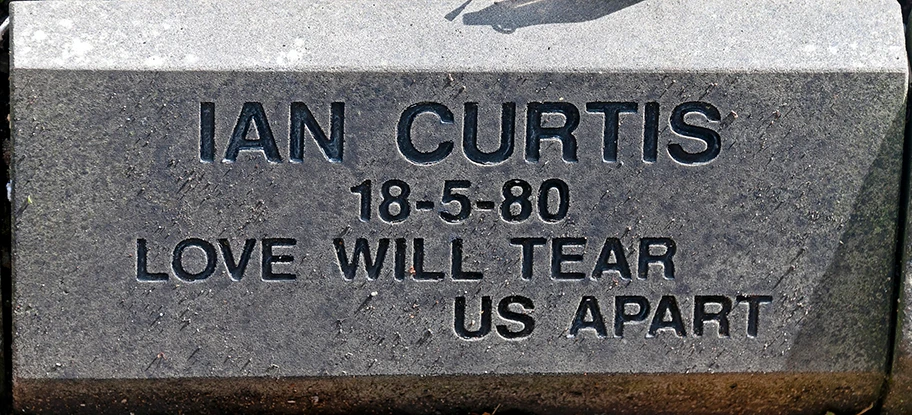 IAN CURTIS
18-5-80
LOVE WILL TEAR
US APART